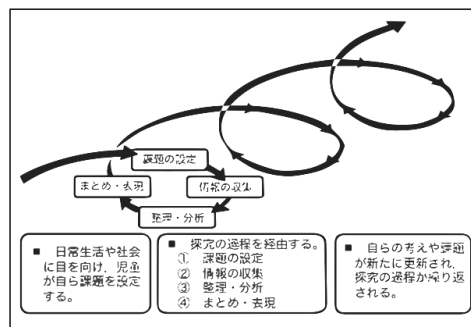 課題の設定
まとめ・表現
情報の収集
整理・分析
■ 日常生活や社会
に目を向け,児童
が自ら課題を設定
する。
■ 探究の過程を経由する。
① 課題の設定
② 情報の収集
③ 整理・分析
④ まとめ・表現
■ 自らの考えや課題
が新たに更新され,
探究の過程が繰り返
される。